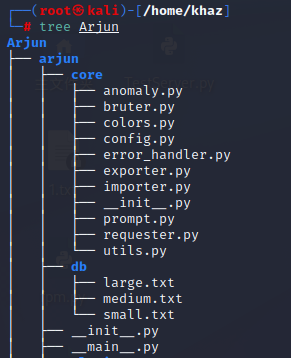 ┌──(root㉿kali)-[/home/khaz]
└─# tree Arjun
Arjun
├── arjun
│   ├── core
│   │   ├── anomaly.py
│   │   ├── bruter.py
│   │   ├── colors.py
│   │   ├── config.py
│   │   ├── error_handler.py
│   │   ├── exporter.py
│   │   ├── importer.py
│   │   ├── __init__.py
│   │   ├── prompt.py
│   │   ├── requester.py
│   │   └── utils.py
│   ├── db
│   │   ├── large.txt
│   │   ├── medium.txt
│   │   └── small.txt
│   ├── __init__.py
│   ├── __main__.py